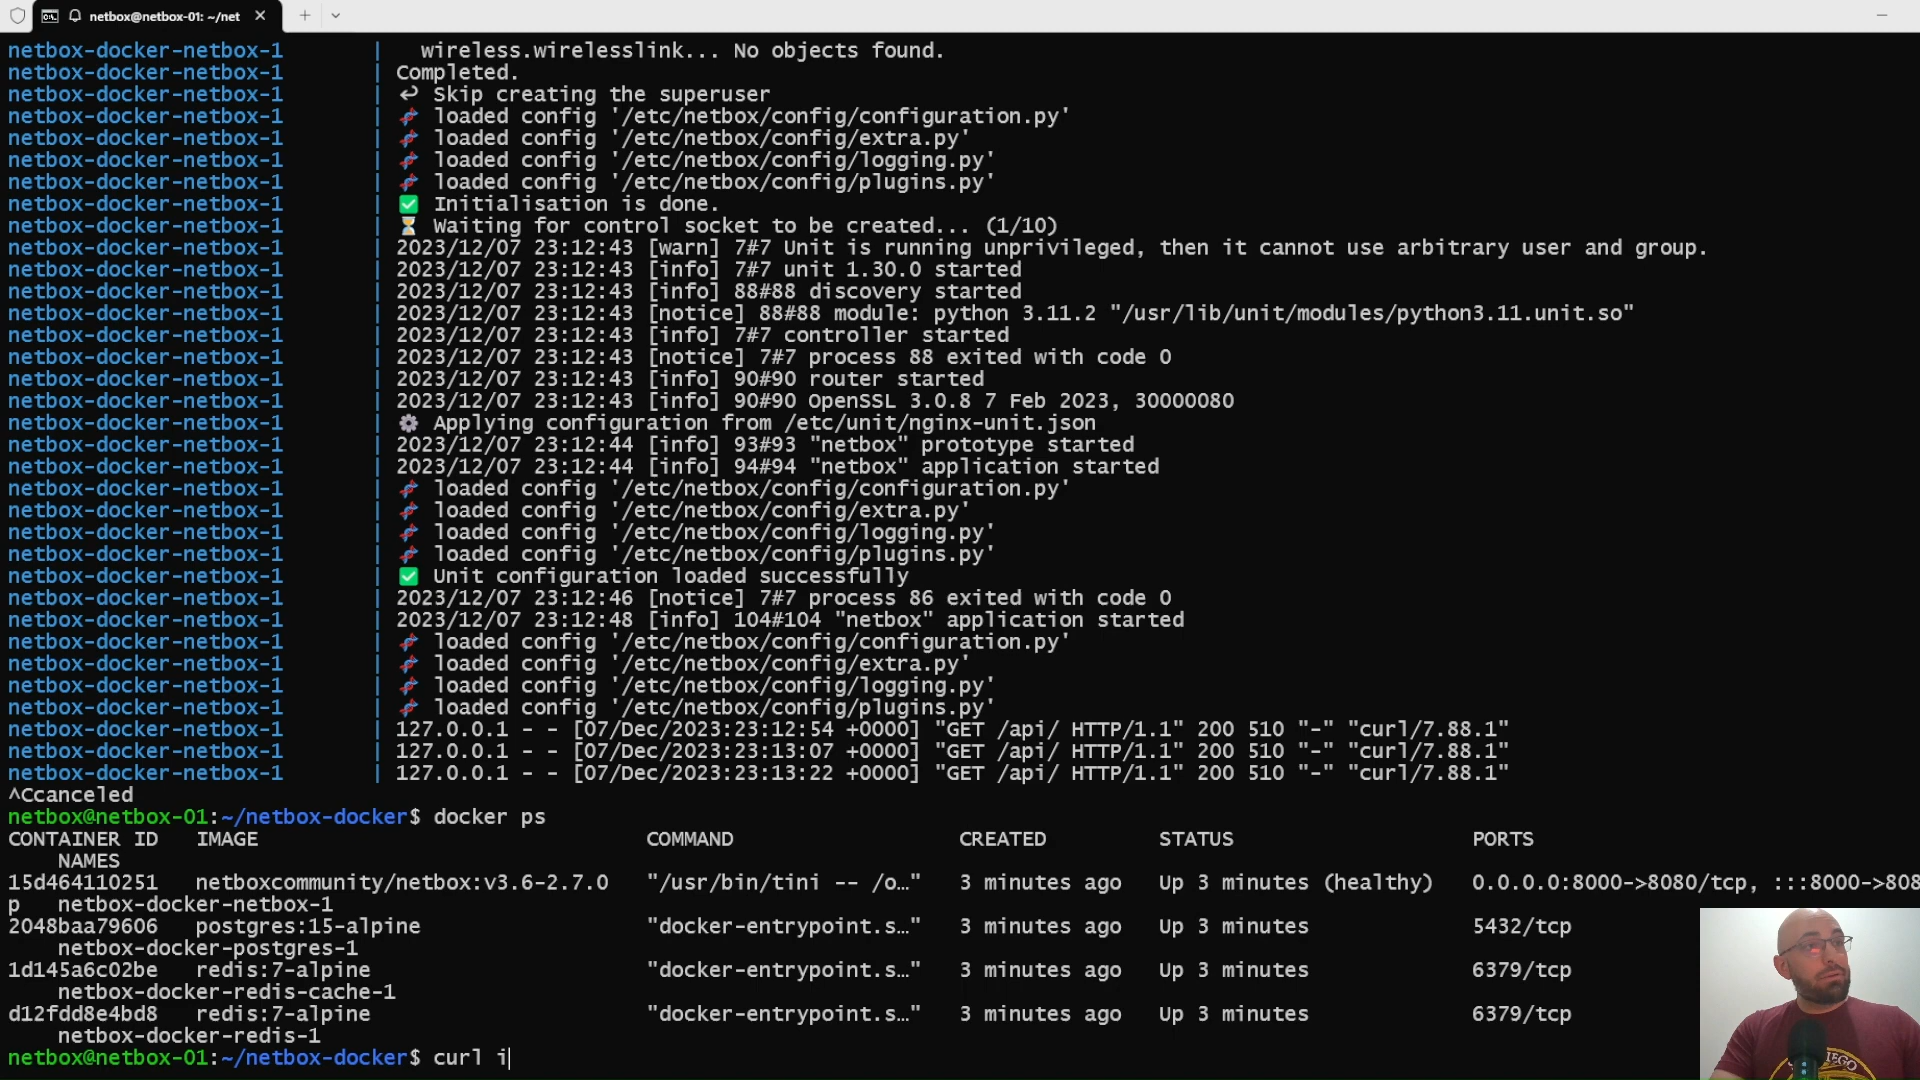 netbox@netbox-01: ~/net
netbox-docker-netbox-1 | wireless.wirelesslink... No objects found.
netbox-docker-netbox-1 | Completed.
netbox-docker-netbox-1 | ↩ Skip creating the superuser
netbox-docker-netbox-1 | 🧬 loaded config '/etc/netbox/config/configuration.py'
netbox-docker-netbox-1 | 🧬 loaded config '/etc/netbox/config/extra.py'
netbox-docker-netbox-1 | 🧬 loaded config '/etc/netbox/config/logging.py'
netbox-docker-netbox-1 | 🧬 loaded config '/etc/netbox/config/plugins.py'
netbox-docker-netbox-1 | ✅ Initialisation is done.
netbox-docker-netbox-1 | ⏳ Waiting for control socket to be created... (1/10)
netbox-docker-netbox-1 | 2023/12/07 23:12:43 [warn] 7#7 Unit is running unprivileged, then it cannot use arbitrary user and group.
netbox-docker-netbox-1 | 2023/12/07 23:12:43 [info] 7#7 unit 1.30.0 started
netbox-docker-netbox-1 | 2023/12/07 23:12:43 [info] 88#88 discovery started
netbox-docker-netbox-1 | 2023/12/07 23:12:43 [notice] 88#88 module: python 3.11.2 "/usr/lib/unit/modules/python3.11.unit.so"
netbox-docker-netbox-1 | 2023/12/07 23:12:43 [info] 7#7 controller started
netbox-docker-netbox-1 | 2023/12/07 23:12:43 [notice] 7#7 process 88 exited with code 0
netbox-docker-netbox-1 | 2023/12/07 23:12:43 [info] 90#90 router started
netbox-docker-netbox-1 | 2023/12/07 23:12:43 [info] 90#90 OpenSSL 3.0.8 7 Feb 2023, 30000080
netbox-docker-netbox-1 | ⚙️ Applying configuration from /etc/unit/nginx-unit.json
netbox-docker-netbox-1 | 2023/12/07 23:12:44 [info] 93#93 "netbox" prototype started
netbox-docker-netbox-1 | 2023/12/07 23:12:44 [info] 94#94 "netbox" application started
netbox-docker-netbox-1 | 🧬 loaded config '/etc/netbox/config/configuration.py'
netbox-docker-netbox-1 | 🧬 loaded config '/etc/netbox/config/extra.py'
netbox-docker-netbox-1 | 🧬 loaded config '/etc/netbox/config/logging.py'
netbox-docker-netbox-1 | 🧬 loaded config '/etc/netbox/config/plugins.py'
netbox-docker-netbox-1 | ✅ Unit configuration loaded successfully
netbox-docker-netbox-1 | 2023/12/07 23:12:46 [notice] 7#7 process 86 exited with code 0
netbox-docker-netbox-1 | 2023/12/07 23:12:48 [info] 104#104 "netbox" application started
netbox-docker-netbox-1 | 🧬 loaded config '/etc/netbox/config/configuration.py'
netbox-docker-netbox-1 | 🧬 loaded config '/etc/netbox/config/extra.py'
netbox-docker-netbox-1 | 🧬 loaded config '/etc/netbox/config/logging.py'
netbox-docker-netbox-1 | 🧬 loaded config '/etc/netbox/config/plugins.py'
netbox-docker-netbox-1 | 127.0.0.1 - - [07/Dec/2023:23:12:54 +0000] "GET /api/ HTTP/1.1" 200 510 "-" "curl/7.88.1"
netbox-docker-netbox-1 | 127.0.0.1 - - [07/Dec/2023:23:13:07 +0000] "GET /api/ HTTP/1.1" 200 510 "-" "curl/7.88.1"
netbox-docker-netbox-1 | 127.0.0.1 - - [07/Dec/2023:23:13:22 +0000] "GET /api/ HTTP/1.1" 200 510 "-" "curl/7.88.1"
^Ccanceled
netbox@netbox-01:~/netbox-docker$ docker ps
CONTAINER ID IMAGE COMMAND CREATED STATUS PORTS
NAMES
15d464110251 netboxcommunity/netbox:v3.6-2.7.0 "/usr/bin/tini -- /o…" 3 minutes ago Up 3 minutes (healthy) 0.0.0.0:8000->8080/tcp, :::8000->808
p netbox-docker-netbox-1
2048baa79606 postgres:15-alpine "docker-entrypoint.s…" 3 minutes ago Up 3 minutes 5432/tcp
netbox-docker-postgres-1
1d145a6c02be redis:7-alpine "docker-entrypoint.s…" 3 minutes ago Up 3 minutes 6379/tcp
netbox-docker-redis-cache-1
d12fdd8e4bd8 redis:7-alpine "docker-entrypoint.s…" 3 minutes ago Up 3 minutes 6379/tcp
netbox-docker-redis-1
netbox@netbox-01:~/netbox-docker$ curl i